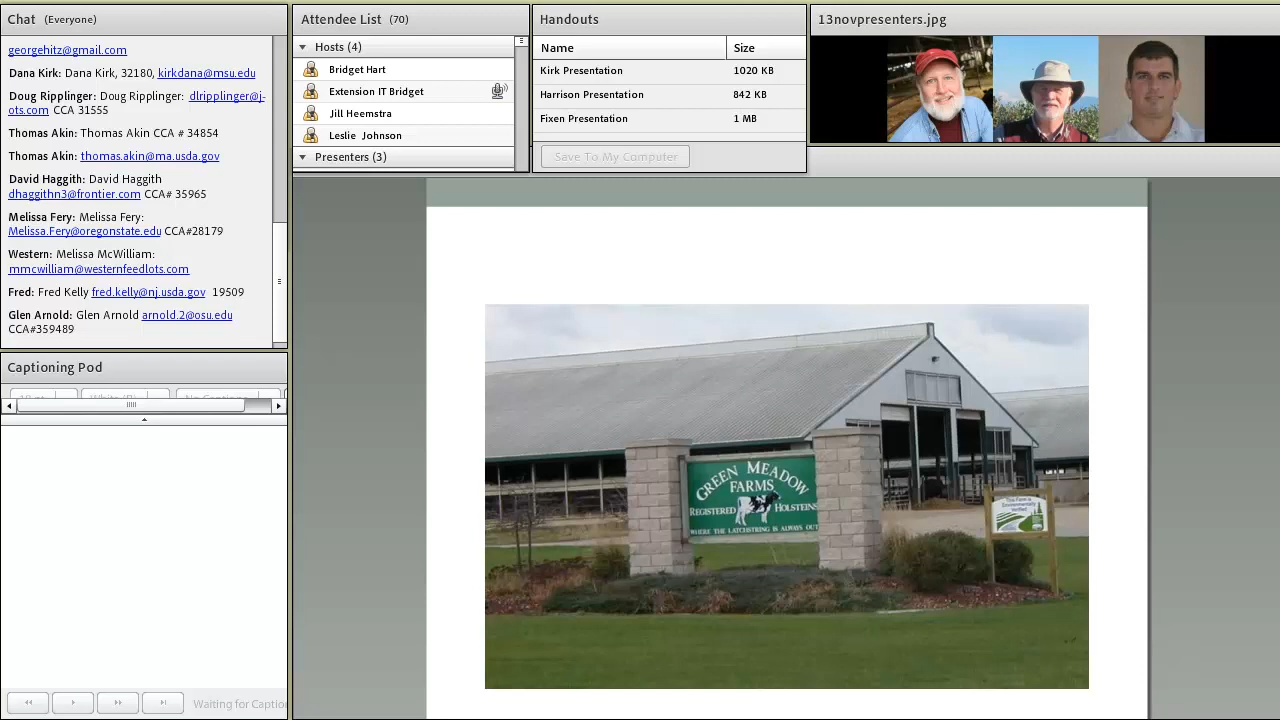 Chat (Everyone)
georgehitz@gmail.com
Dana Kirk: Dana Kirk, 32180, kirkdana@msu.edu
Doug Ripplinger: Doug Ripplinger: dlripplinger@j-
ots.com CCA 31555
Thomas Akin: Thomas Akin CCA # 34854
Thomas Akin: thomas.akin@ma.usda.gov
David Haggith: David Haggith
dhaggithn3@frontier.com CCA# 35965
Melissa Fery: Melissa Fery:
Melissa.Fery@oregonstate.edu CCA#28179
Western: Melissa McWilliam:
mmcwilliam@westernfeedlots.com
Fred: Fred Kelly fred.kelly@nj.usda.gov 19509
Glen Arnold: Glen Arnold arnold.2@osu.edu
CCA#359489
Captioning Pod
Waiting for Captio
Attendee List (70)
Hosts (4)
Bridget Hart
Extension IT Bridget
Jill Heemstra
Leslie Johnson
Presenters (3)
Handouts
Name Size
Kirk Presentation 1020 KB
Harrison Presentation 842 KB
Fixen Presentation 1 MB
Save To My Computer
13novpresenters.jpg
GREEN MEADOW
FARMS
REGISTERED HOLSTEINS
WHERE THE LATCHSTRING IS ALWAYS OUT
This Farm is
Environmentally
Verified